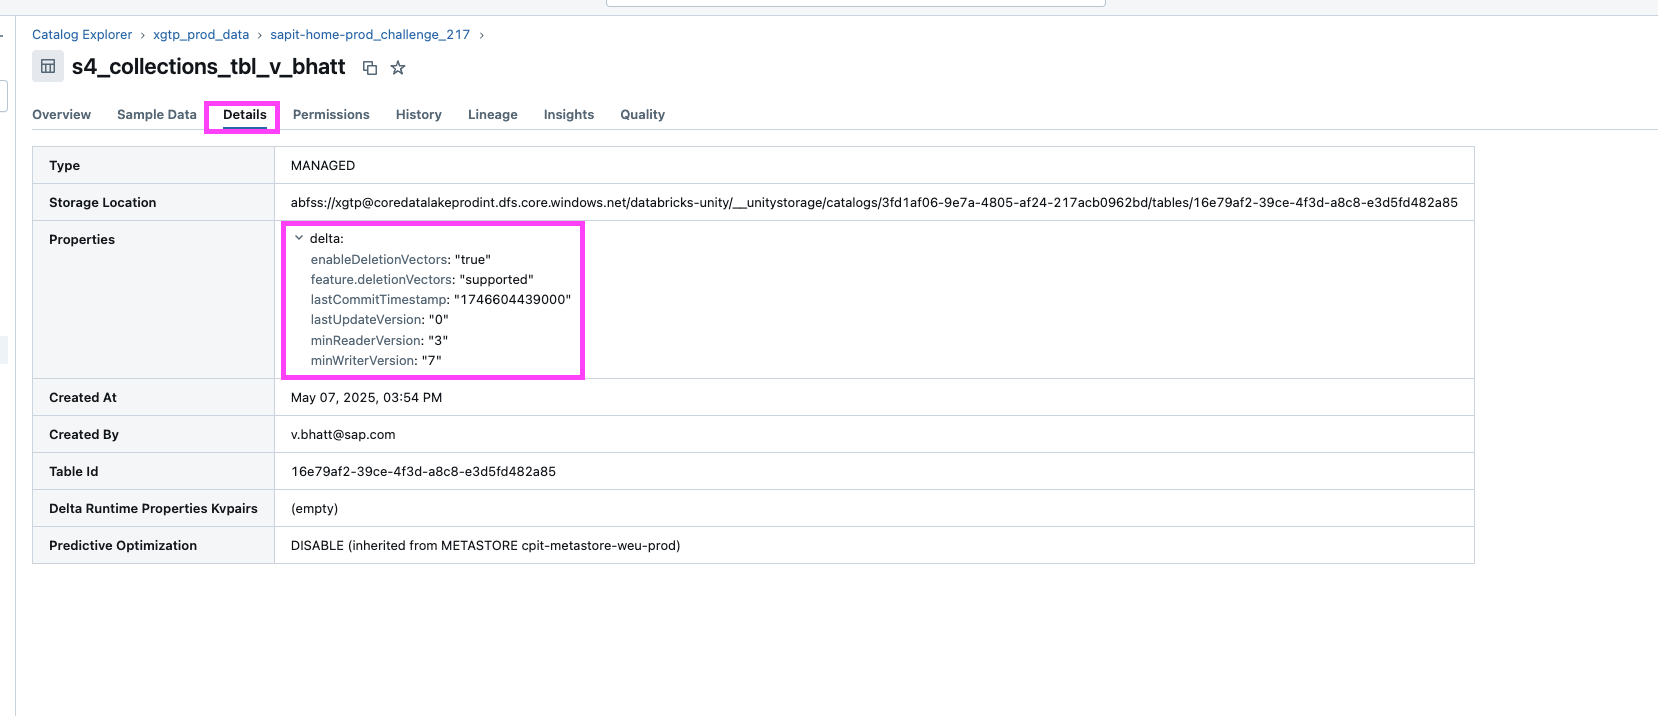 Catalog Explorer › xgtp_prod_data › sapit-home-prod_challenge_217 ›
s4_collections_tbl_v_bhatt
Overview Sample Data Details Permissions History Lineage Insights Quality
Type MANAGED
Storage Location abfss://xgtp@coredatalakeprodint.dfs.core.windows.net/databricks-unity/__unitystorage/catalogs/3fd1af06-9e7a-4805-af24-217acb0962bd/tables/16e79af2-39ce-4f3d-a8c8-e3d5fd482a85
Properties delta:
enableDeletionVectors: "true"
feature.deletionVectors: "supported"
lastCommitTimestamp: "1746604439000"
lastUpdateVersion: "0"
minReaderVersion: "3"
minWriterVersion: "7"
Created At May 07, 2025, 03:54 PM
Created By v.bhatt@sap.com
Table Id 16e79af2-39ce-4f3d-a8c8-e3d5fd482a85
Delta Runtime Properties Kvpairs (empty)
Predictive Optimization DISABLE (inherited from METASTORE cpit-metastore-weu-prod)